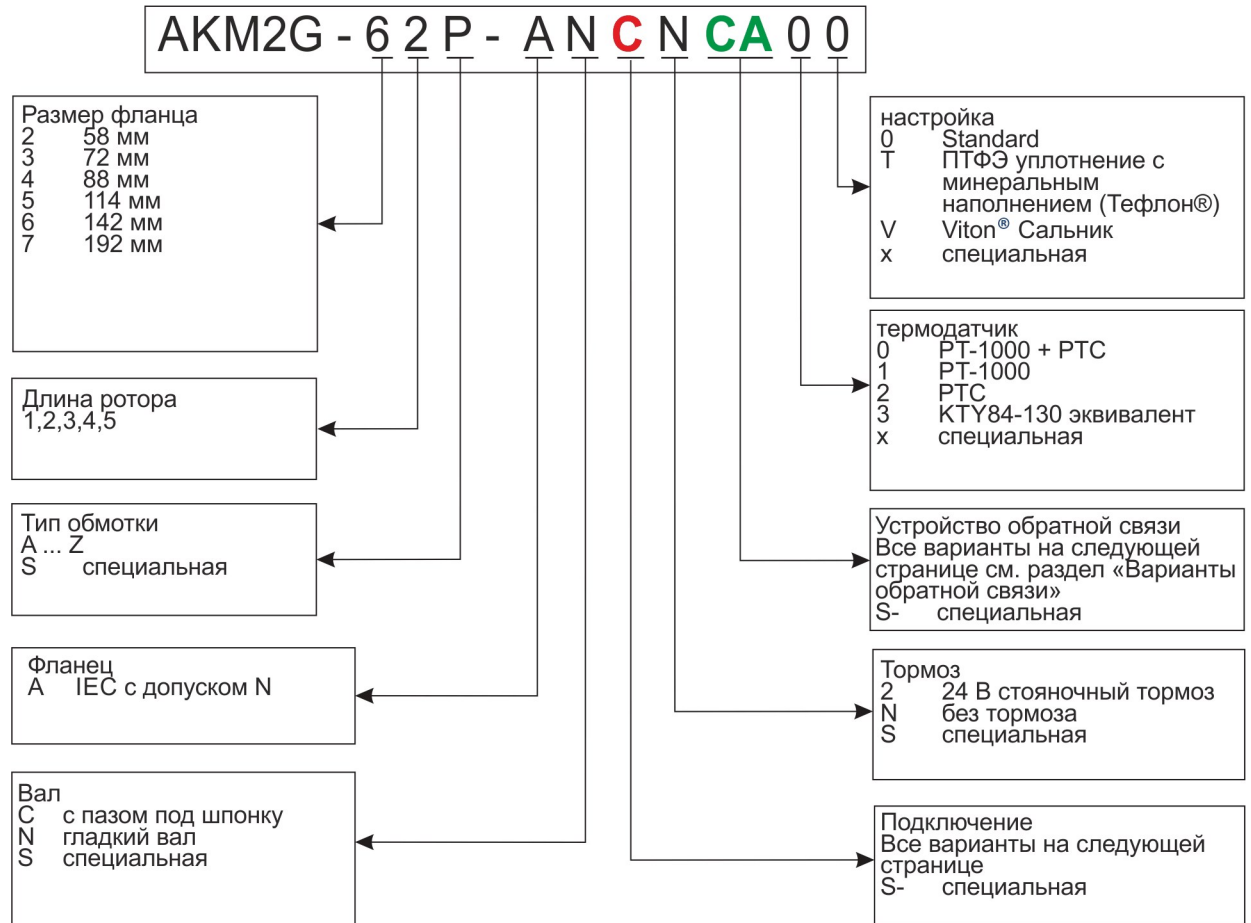 AKM2G - 6 2 P - A N C N CA 0 0
Размер фланца
2 58 мм
3 72 мм
4 88 мм
5 114 мм
6 142 мм
7 192 мм
Длина ротора
1,2,3,4,5
Тип обмотки
A ... Z
S специальная
Фланец
A IEC с допуском N
Вал
C с пазом под шпонку
N гладкий вал
S специальная
настройка
0 Standard
T ПТФЭ уплотнение с
минеральным
наполнением (Тефлон®)
V Viton® Сальник
x специальная
термодатчик
0 PT-1000 + PTC
1 PT-1000
2 PTC
3 KTY84-130 эквивалент
x специальная
Устройство обратной связи
Все варианты на следующей
странице см. раздел «Варианты
обратной связи»
S- специальная
Тормоз
2 24 В стояночный тормоз
N без тормоза
S специальная
Подключение
Все варианты на следующей
странице
S- специальная